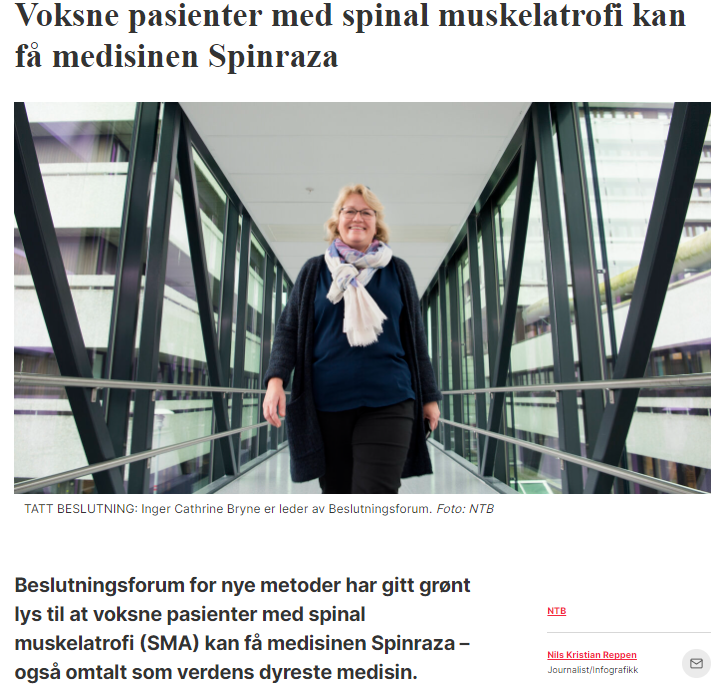 Voksne pasienter med spinal muskelatrofi kan
få medisinen Spinraza
TATT BESLUTNING: Inger Cathrine Bryne er leder av Beslutningsforum. Foto: NTB
Beslutningsforum for nye metoder har gitt grønt
lys til at voksne pasienter med spinal
muskelatrofi (SMA) kan få medisinen Spinraza –
også omtalt som verdens dyreste medisin.
NTB
Nils Kristian Reppen
Journalist/Infografikk